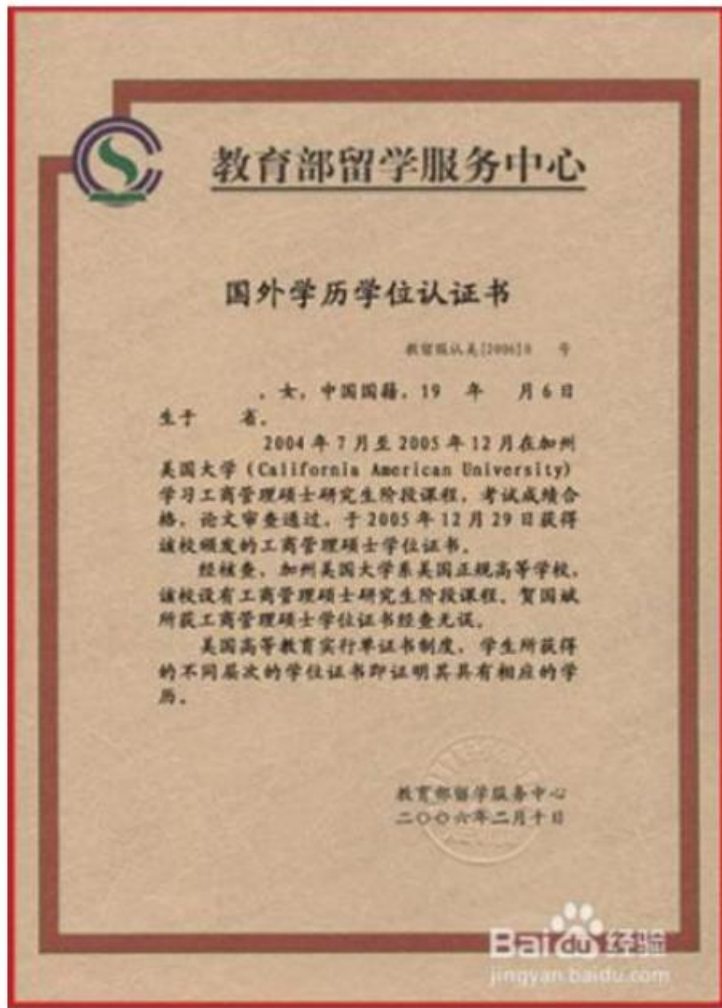 教育部留学服务中心
国外学历学位认证书
教留服认美[2006]0 号
，女，中国国籍，19 年 月6日
生于 省。
2004年7月至2005年12月在加州
美国大学（California American University）
学习工商管理硕士研究生阶段课程，考试成绩合
格，论文审查通过，于2005年12月29日获得
该校颁发的工商管理硕士学位证书。
经核查，加州美国大学系美国正规高等学校，
该校设有工商管理硕士研究生阶段课程。贺国斌
所获工商管理硕士学位证书经查无误。
美国高等教育实行单证书制度，学生所获得
的不同层次的学位证书即证明其具有相应的学
历。
教育部留学服务中心
二〇〇六年二月十日
Baidu 经验
jingyan.baidu.com